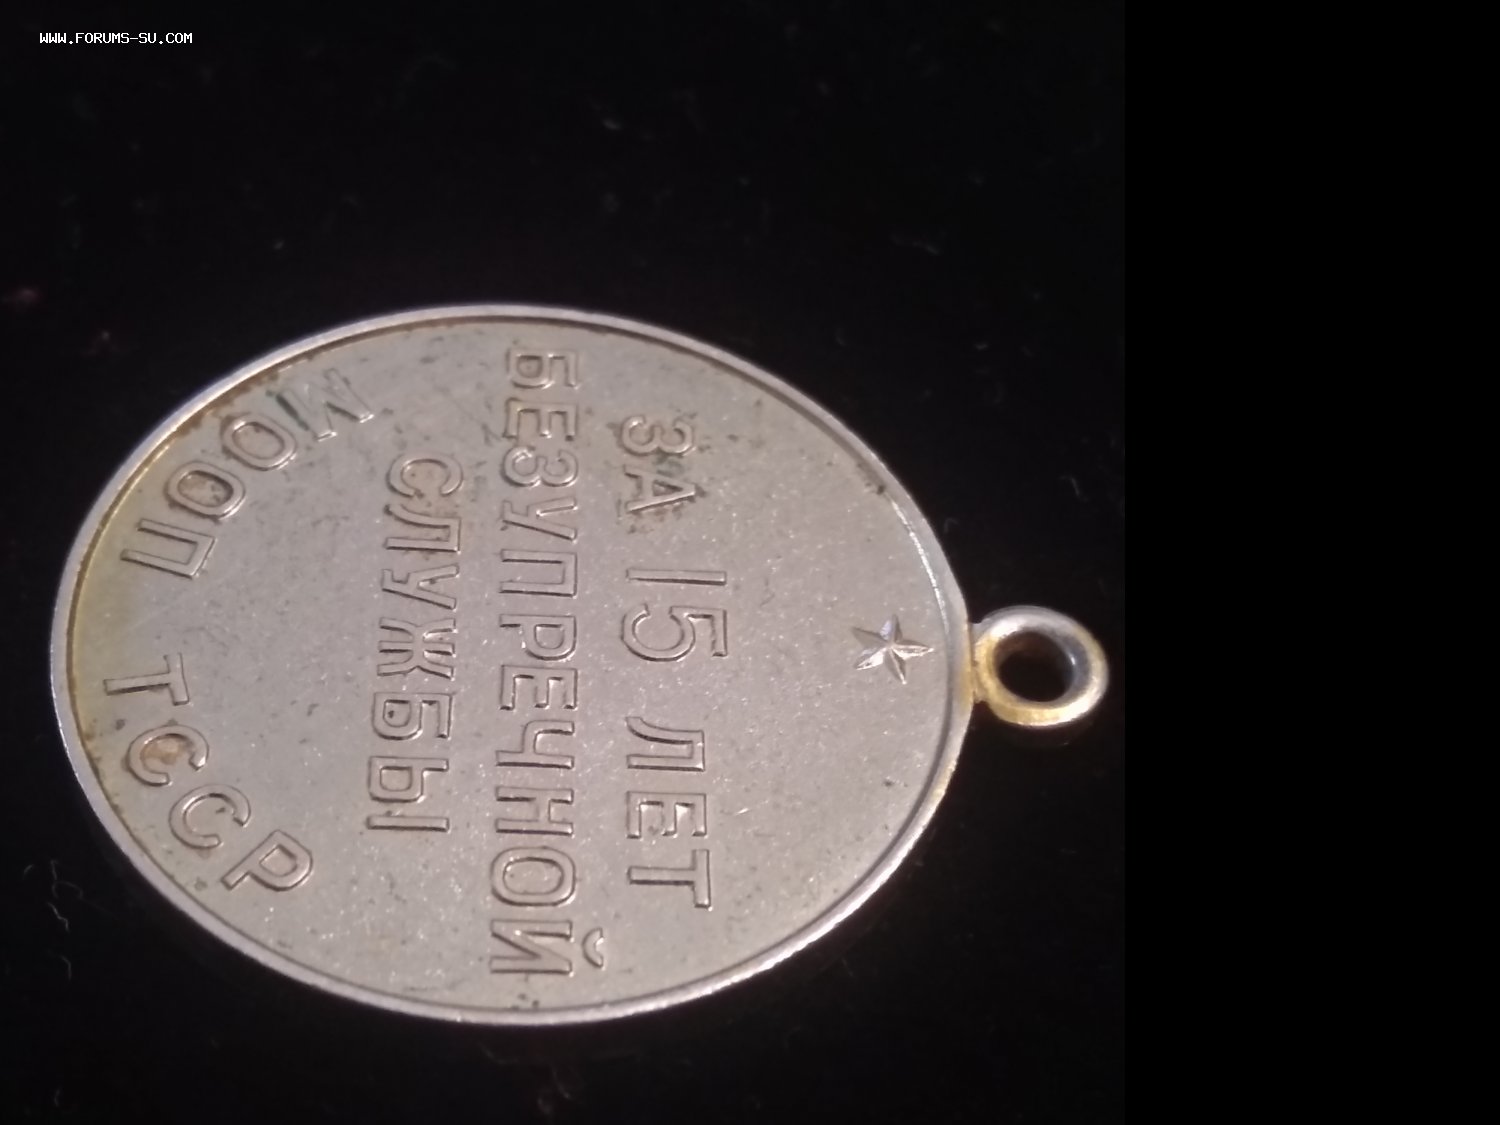 WWW.FORUMS-SU.COM
ЗА 15 ЛЕТ
БЕЗУПРЕЧНОЙ
СЛУЖБЫ
МООП ТССР